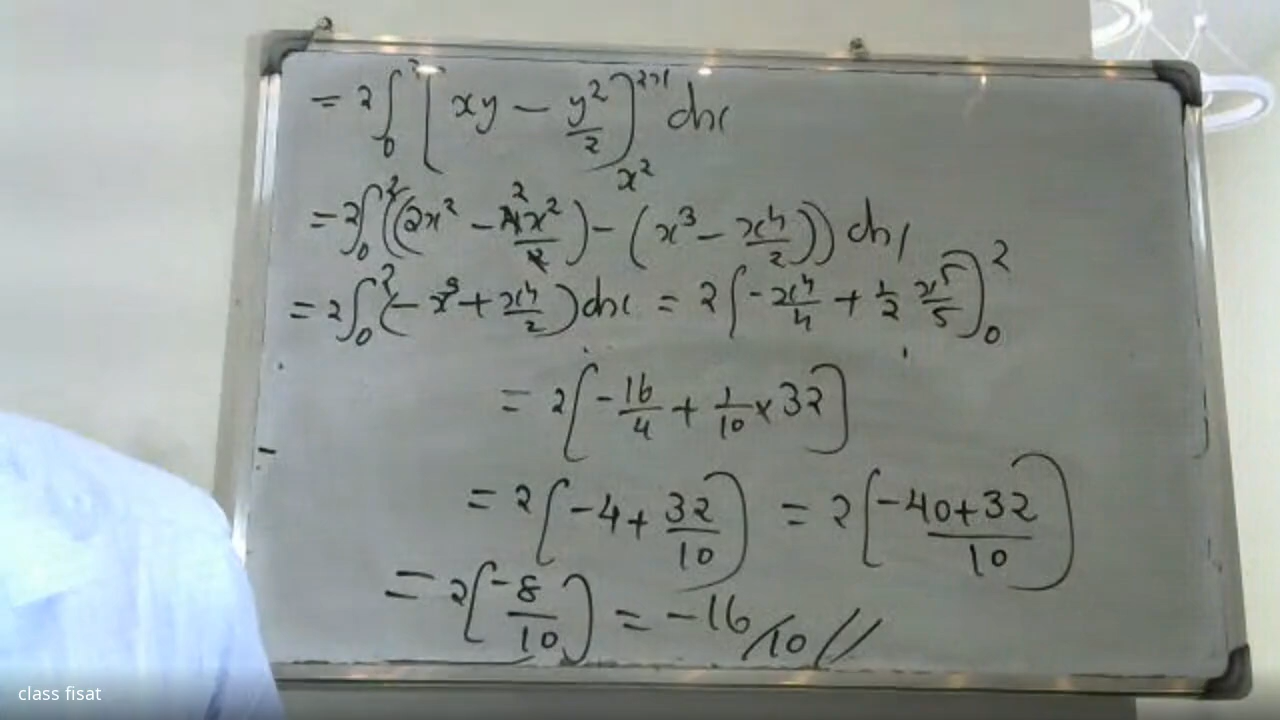 = 2∫₀² [xy − y²/2]_{x²}^{2x} dx
= 2∫₀² ((2x² − 4x²/2) − (x³ − x⁴/2)) dx
= 2∫₀² (−x³ + x⁴/2) dx = 2[−x⁴/4 + 1/2 x⁵/5]₀²
= 2[−16/4 + 1/10 × 32]
= 2[−4 + 32/10] = 2[(−40+32)/10]
= 2[−8/10] = −16/10 //
class fisat